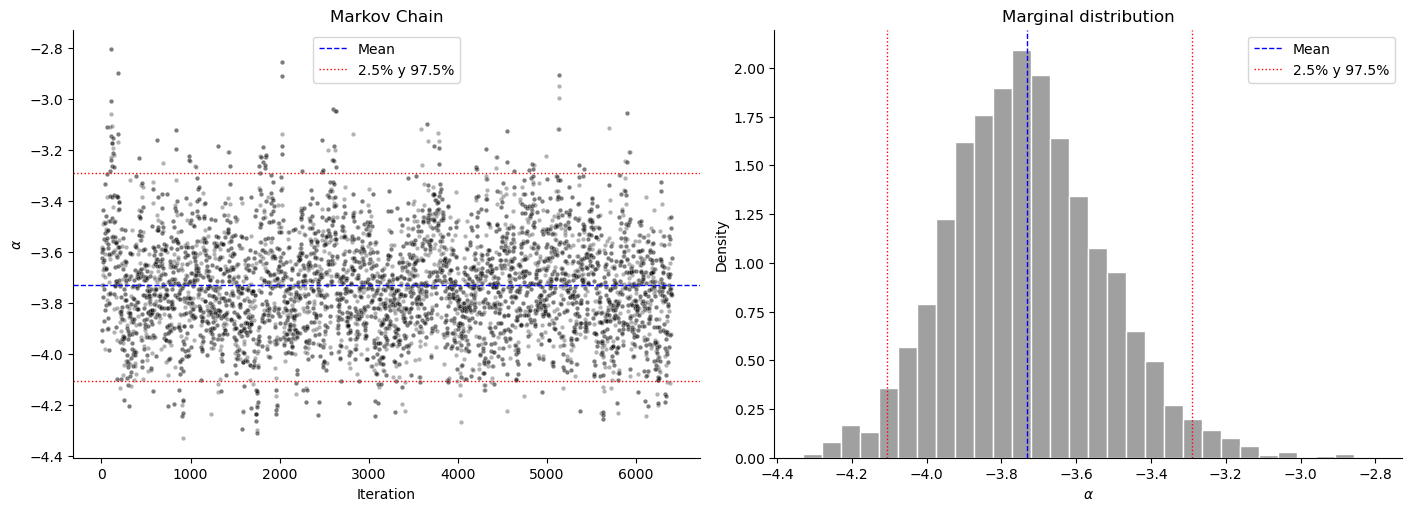 Markov Chain
Mean
2.5% y 97.5%
−2.8
−3.0
−3.2
−3.4
−3.6
−3.8
−4.0
−4.2
−4.4
α
0 1000 2000 3000 4000 5000 6000
Iteration
Marginal distribution
Mean
2.5% y 97.5%
2.00
1.75
1.50
1.25
1.00
0.75
0.50
0.25
0.00
Density
−4.4 −4.2 −4.0 −3.8 −3.6 −3.4 −3.2 −3.0 −2.8
α